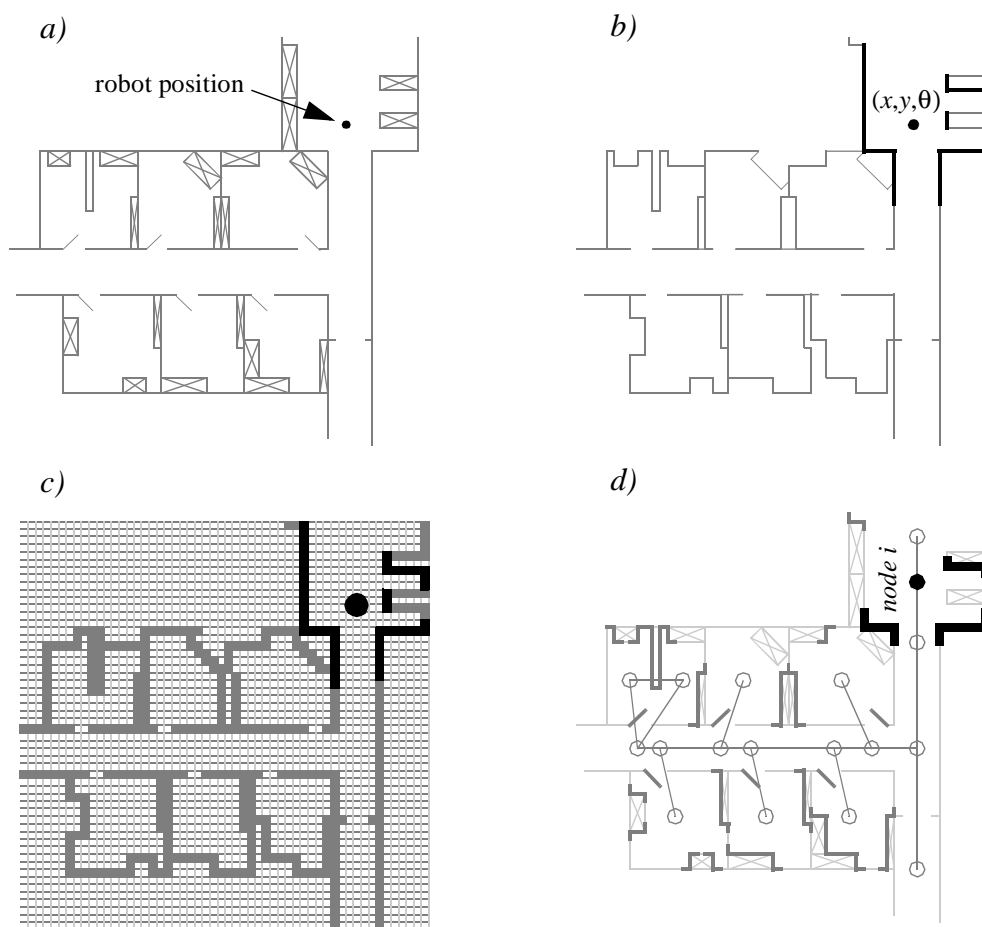 a)
robot position
b)
(x,y,θ)
c)
d)
node i